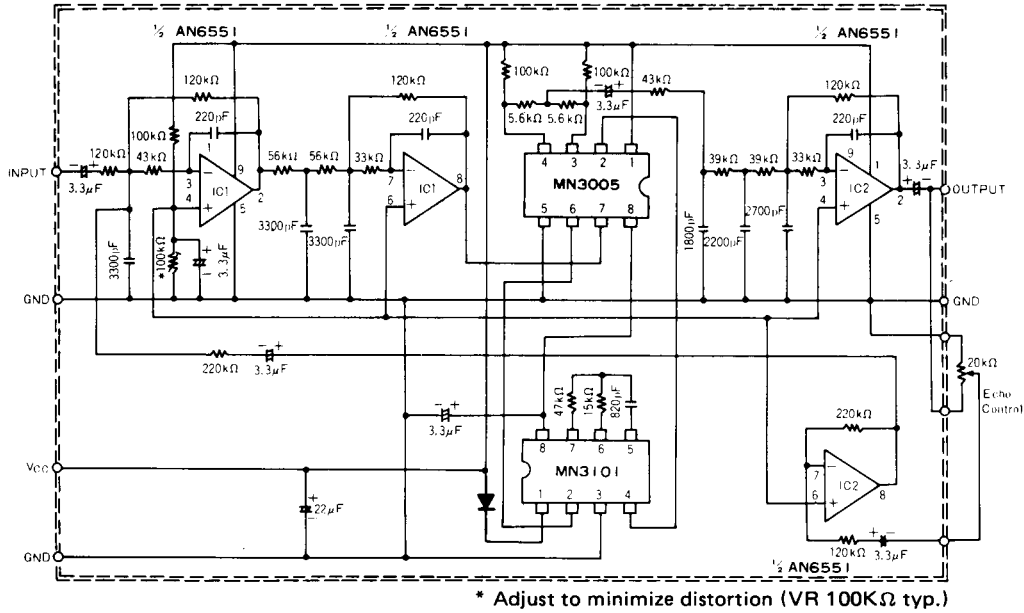 ½ AN6551
½ AN6551
½ AN6551
120kΩ
220pF
100kΩ
1
120kΩ
43kΩ
INPUT
- +
3.3μF
3
4
9
5
2
IC1
- +
3300pF
*100kΩ
+
-
3.3μF
56kΩ
56kΩ
33kΩ
3300pF
3300pF
120kΩ
220pF
7
6
8
IC1
- +
100kΩ
100kΩ
5.6kΩ
5.6kΩ
- +
3.3μF
43kΩ
4 3 2 1
MN3005
5 6 7 8
39kΩ
39kΩ
33kΩ
1800pF
2200pF
2700pF
120kΩ
220pF
9
3
4
1
5
2
IC2
- +
3.3μF
+ -
OUTPUT
GND
GND
220kΩ
- +
3.3μF
20kΩ
Echo
Control
47kΩ
15kΩ
820pF
- +
3.3μF
8 7 6 5
MN3101
1 2 3 4
220kΩ
7
6
8
IC2
- +
VCC
+
22μF
-
GND
120kΩ
+ -
3.3μF
½ AN6551
* Adjust to minimize distortion (VR 100KΩ typ.)